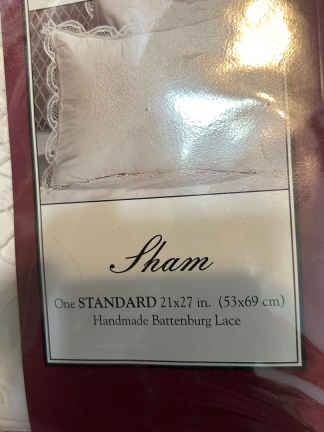 Sham
One STANDARD 21x27 in. (53x69 cm)
Handmade Battenburg Lace